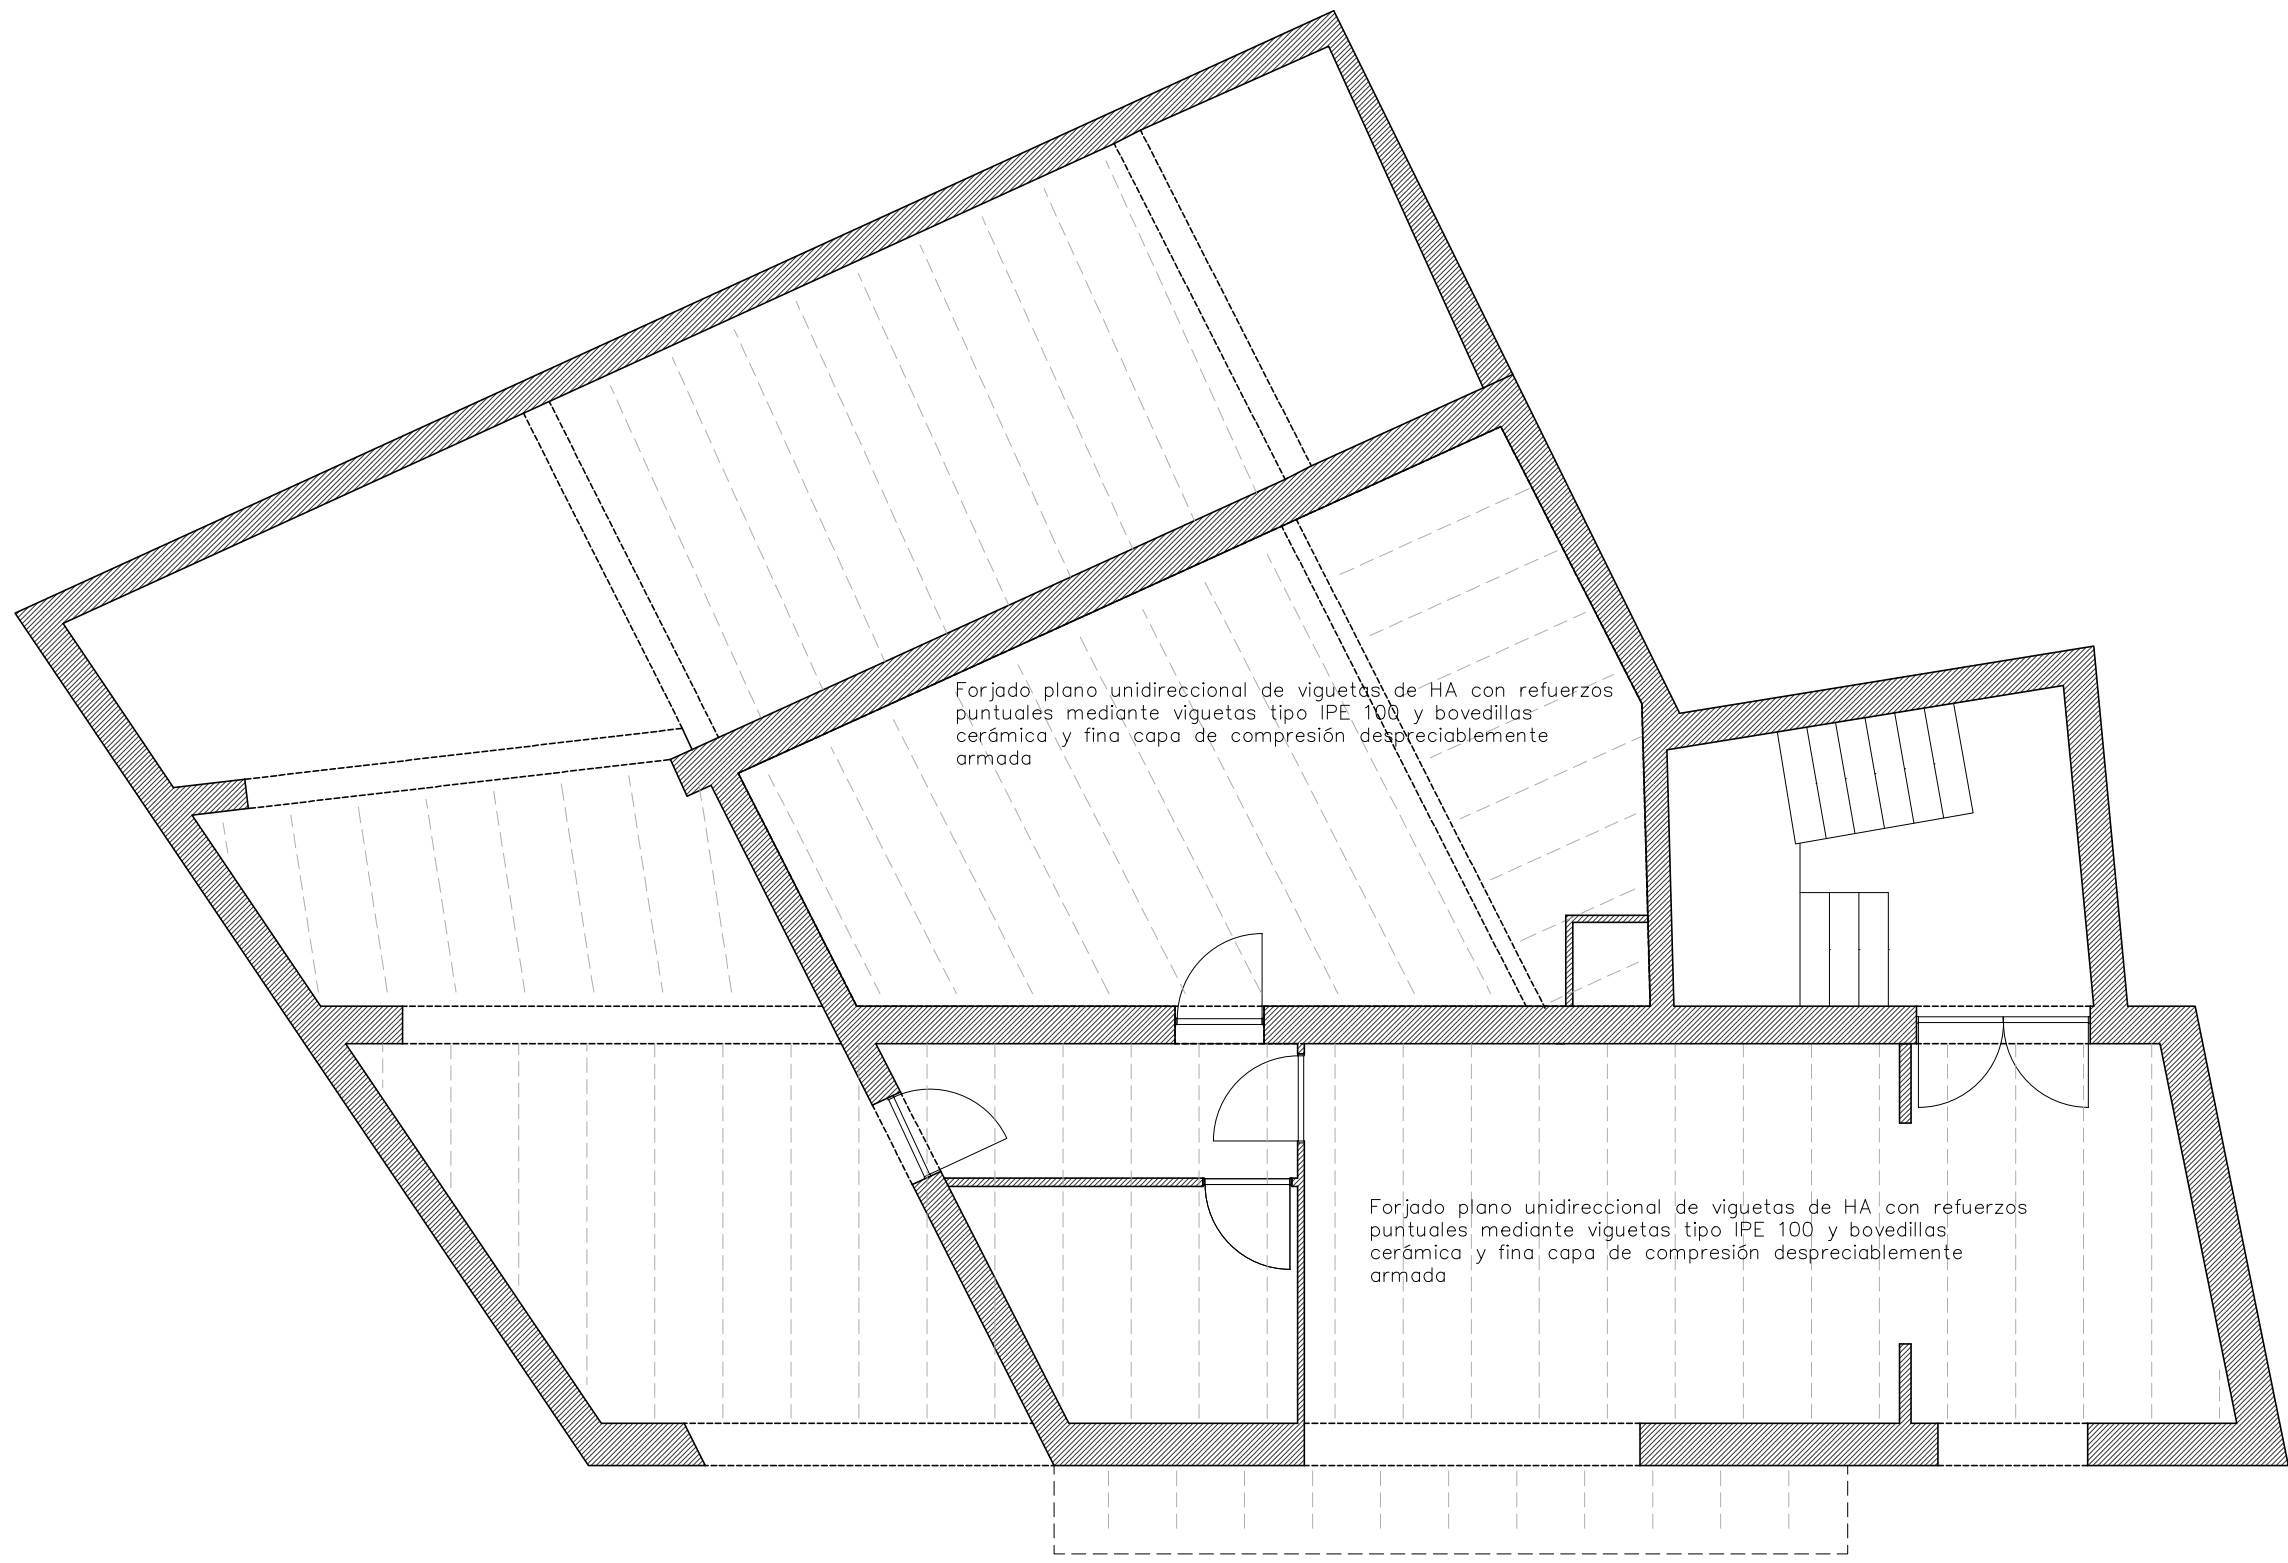 Forjado plano unidireccional de viguetas de HA con refuerzos
puntuales mediante viguetas tipo IPE 100 y bovedillas
cerámica y fina capa de compresión despreciablemente
armada
Forjado plano unidireccional de viguetas de HA con refuerzos
puntuales mediante viguetas tipo IPE 100 y bovedillas
cerámica y fina capa de compresión despreciablemente
armada